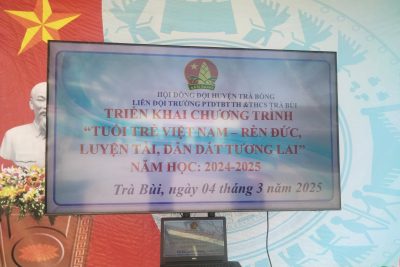 HỘI ĐỒNG ĐỘI HUYỆN TRÀ BỒNG
LIÊN ĐỘI TRƯỜNG PTDTBT TH &THCS TRÀ BÙI
TRIỂN KHAI CHƯƠNG TRÌNH
"TUỔI TRẺ VIỆT NAM – RÈN ĐỨC,
LUYỆN TÀI, DẪN DẮT TƯƠNG LAI"
NĂM HỌC: 2024-2025
Trà Bùi, ngày 04 tháng 3 năm 2025